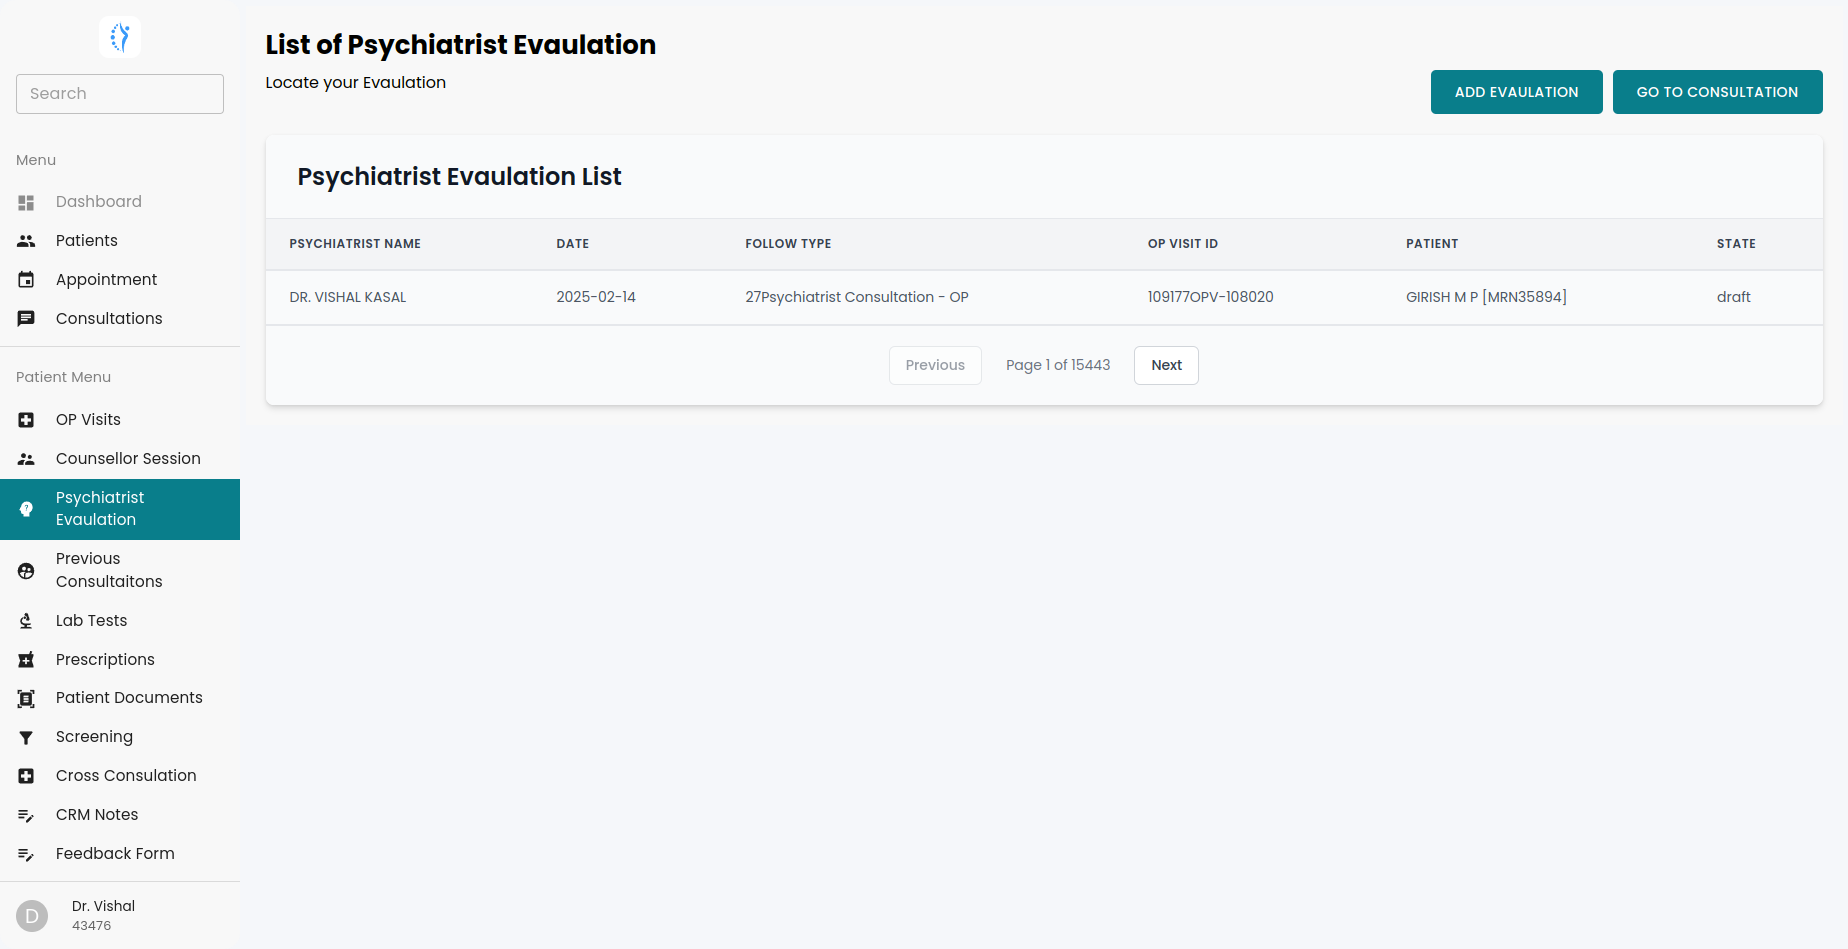 Search
Menu
Dashboard
Patients
Appointment
Consultations
Patient Menu
OP Visits
Counsellor Session
Psychiatrist
Evaulation
Previous
Consultaitons
Lab Tests
Prescriptions
Patient Documents
Screening
Cross Consulation
CRM Notes
Feedback Form
D
Dr. Vishal
43476
List of Psychiatrist Evaulation
Locate your Evaulation
ADD EVAULATION GO TO CONSULTATION
Psychiatrist Evaulation List
PSYCHIATRIST NAME DATE FOLLOW TYPE OP VISIT ID PATIENT STATE
DR. VISHAL KASAL 2025-02-14 27Psychiatrist Consultation - OP 109177OPV-108020 GIRISH M P [MRN35894] draft
Previous Page 1 of 15443 Next